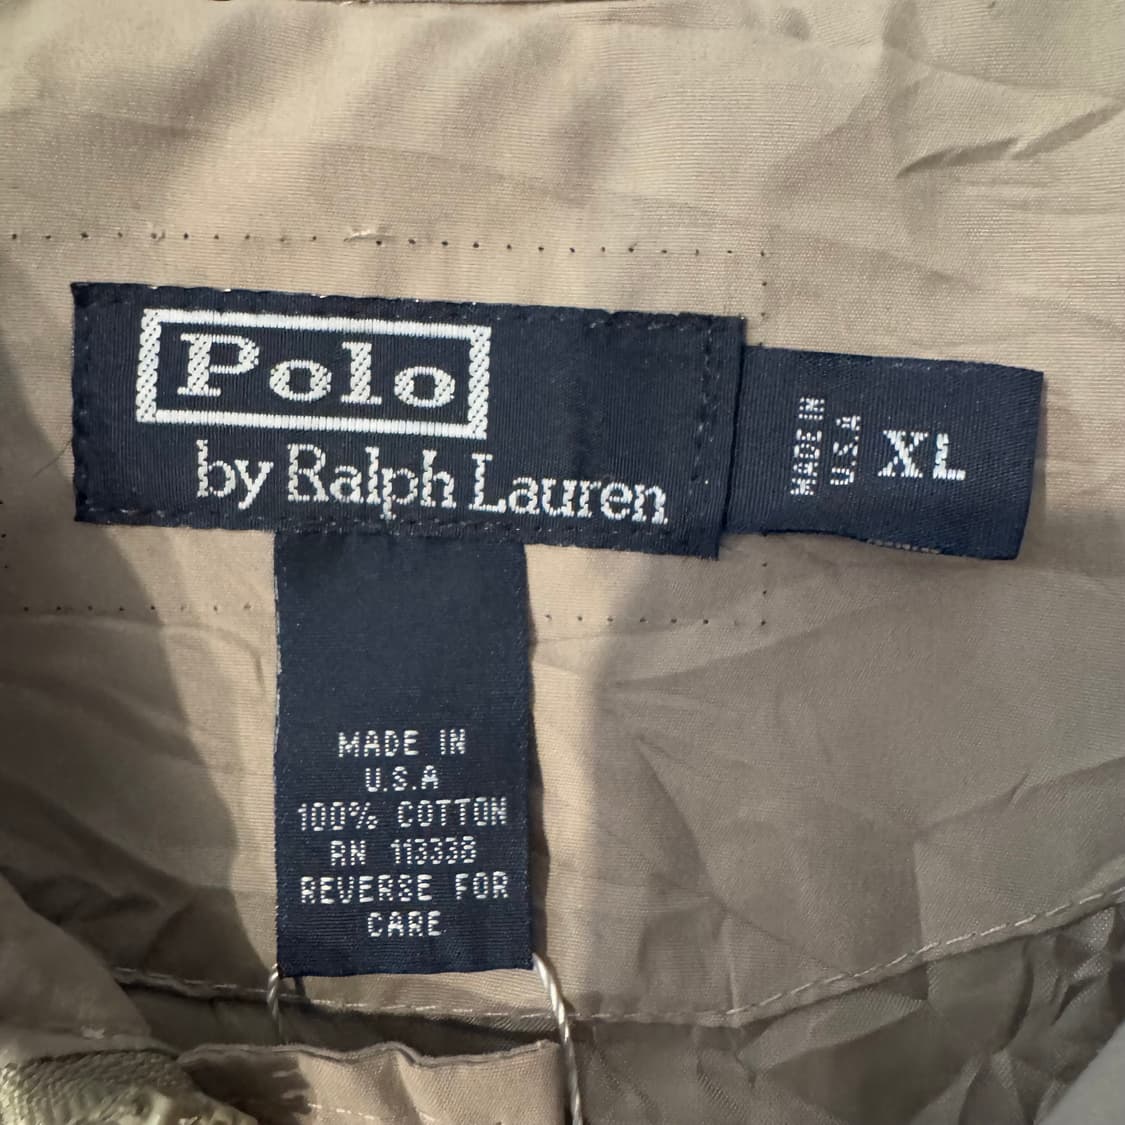 Polo
by Ralph Lauren
MADE IN
U.S.A
XL
MADE IN
U.S.A
100% COTTON
RN 113338
REVERSE FOR
CARE